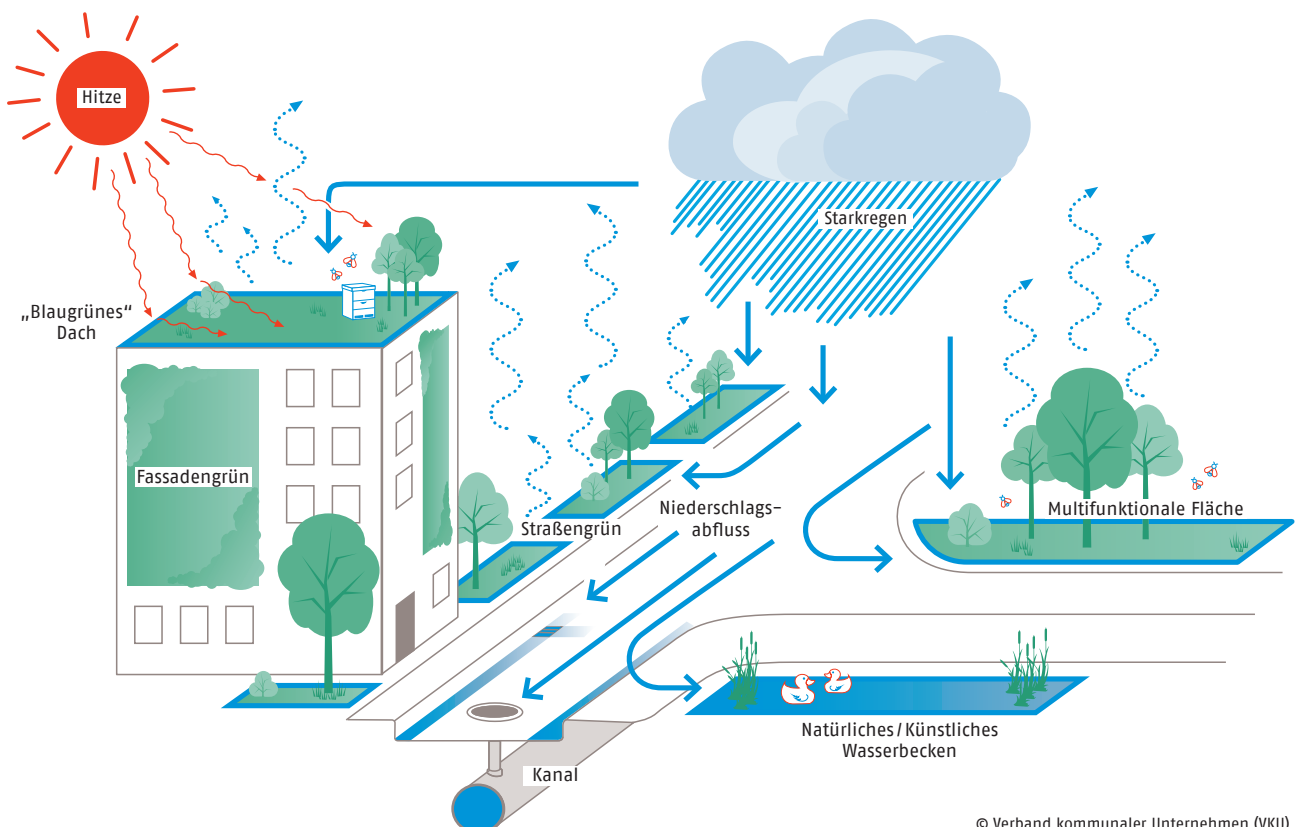 Hitze
Starkregen
„Blaugrünes“
Dach
Fassadengrün
Straßengrün
Niederschlags-
abfluss
Multifunktionale Fläche
Natürliches/Künstliches
Wasserbecken
Kanal
© Verband kommunaler Unternehmen (VKU)